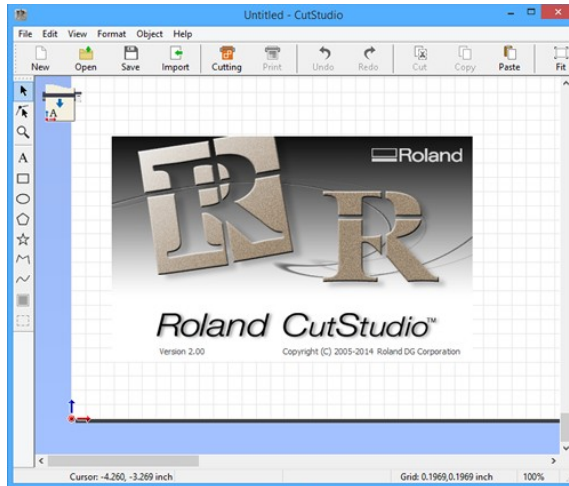 Untitled - CutStudio
File Edit View Format Object Help
New Open Save Import Cutting Print Undo Redo Cut Copy Paste Fit
A
A
R R
Roland
Roland CutStudio™
Version 2.00 Copyright (C) 2005-2014 Roland DG Corporation
Cursor: -4.260, -3.269 inch Grid: 0.1969,0.1969 inch 100%